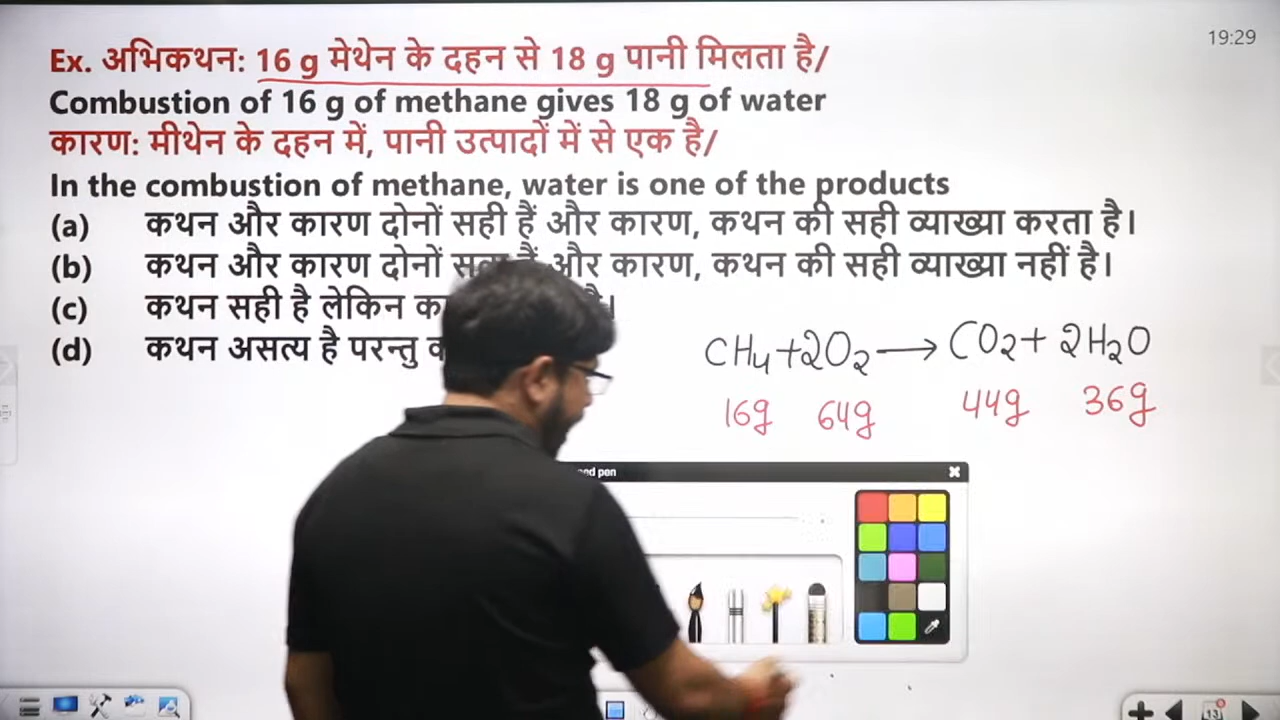 19:29
Ex. अभिकथन: 16 g मेथेन के दहन से 18 g पानी मिलता है/
Combustion of 16 g of methane gives 18 g of water
कारण: मीथेन के दहन में, पानी उत्पादों में से एक है/
In the combustion of methane, water is one of the products
(a) कथन और कारण दोनों सही हैं और कारण, कथन की सही व्याख्या करता है।
(b) कथन और कारण दोनों और कारण, कथन की सही व्याख्या नहीं है।
(c) कथन सही है लेकिन
(d) कथन असत्य है परन्तु
CH₄ + 2O₂ ⟶ CO₂ + 2H₂O
16g 64g 44g 36g
pen
13